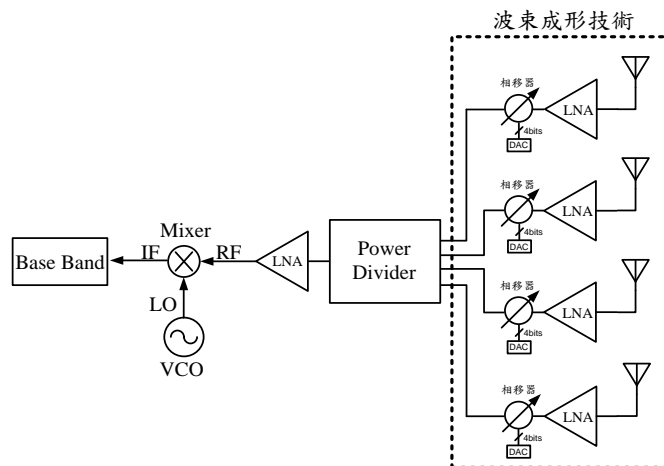 波束成形技術
相移器
LNA
4bits
DAC
相移器
LNA
4bits
DAC
Mixer
Base Band
IF
RF
LNA
Power
Divider
LO
VCO
相移器
LNA
4bits
DAC
相移器
LNA
4bits
DAC